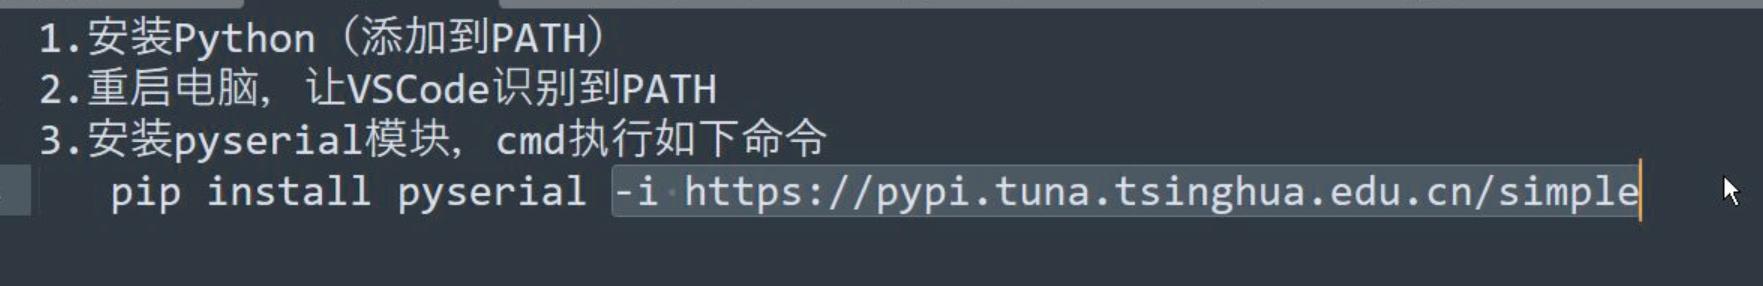 1.安装Python（添加到PATH）
2.重启电脑，让VSCode识别到PATH
3.安装pyserial模块，cmd执行如下命令
pip install pyserial -i https://pypi.tuna.tsinghua.edu.cn/simple